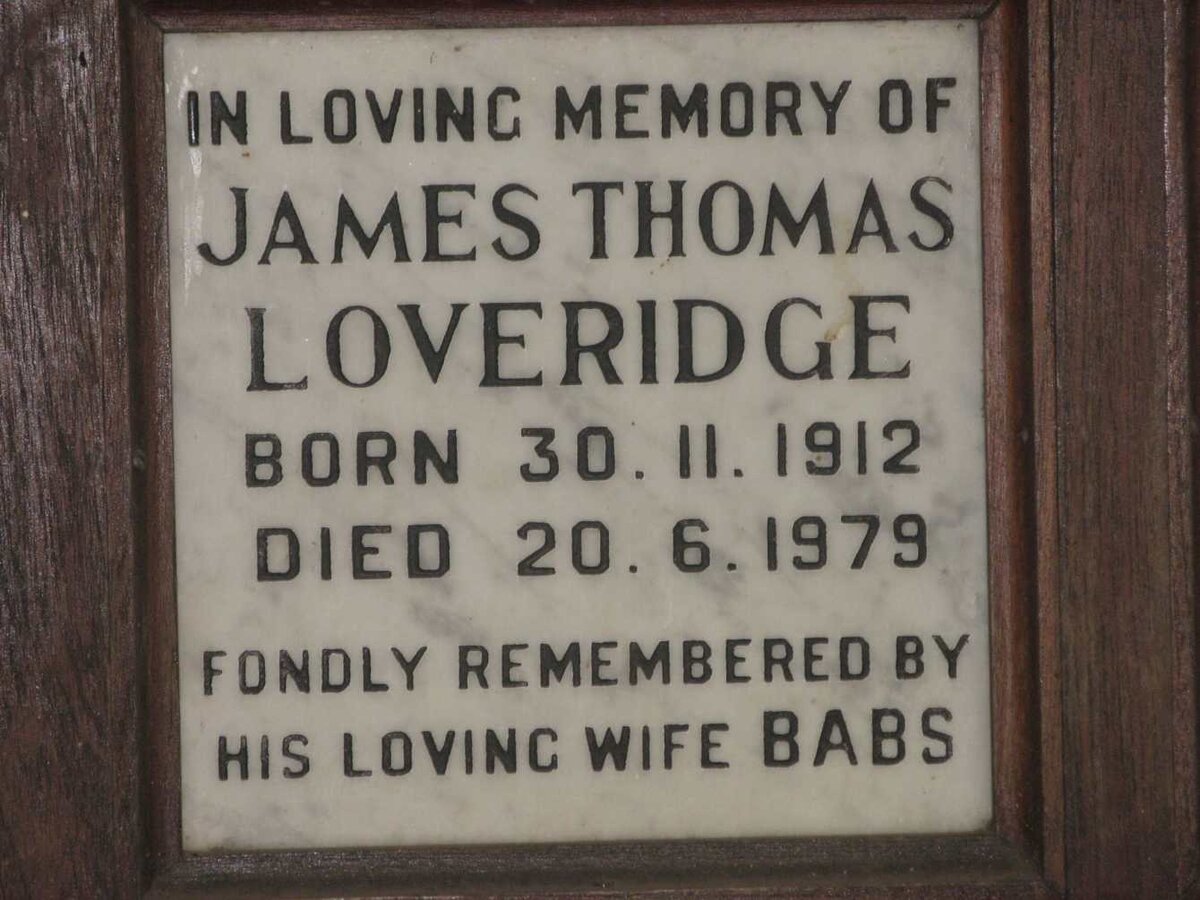 IN LOVING MEMORY OF
JAMES THOMAS
LOVERIDGE
BORN 30.11.1912
DIED 20.6.1979
FONDLY REMEMBERED BY
HIS LOVING WIFE BABS